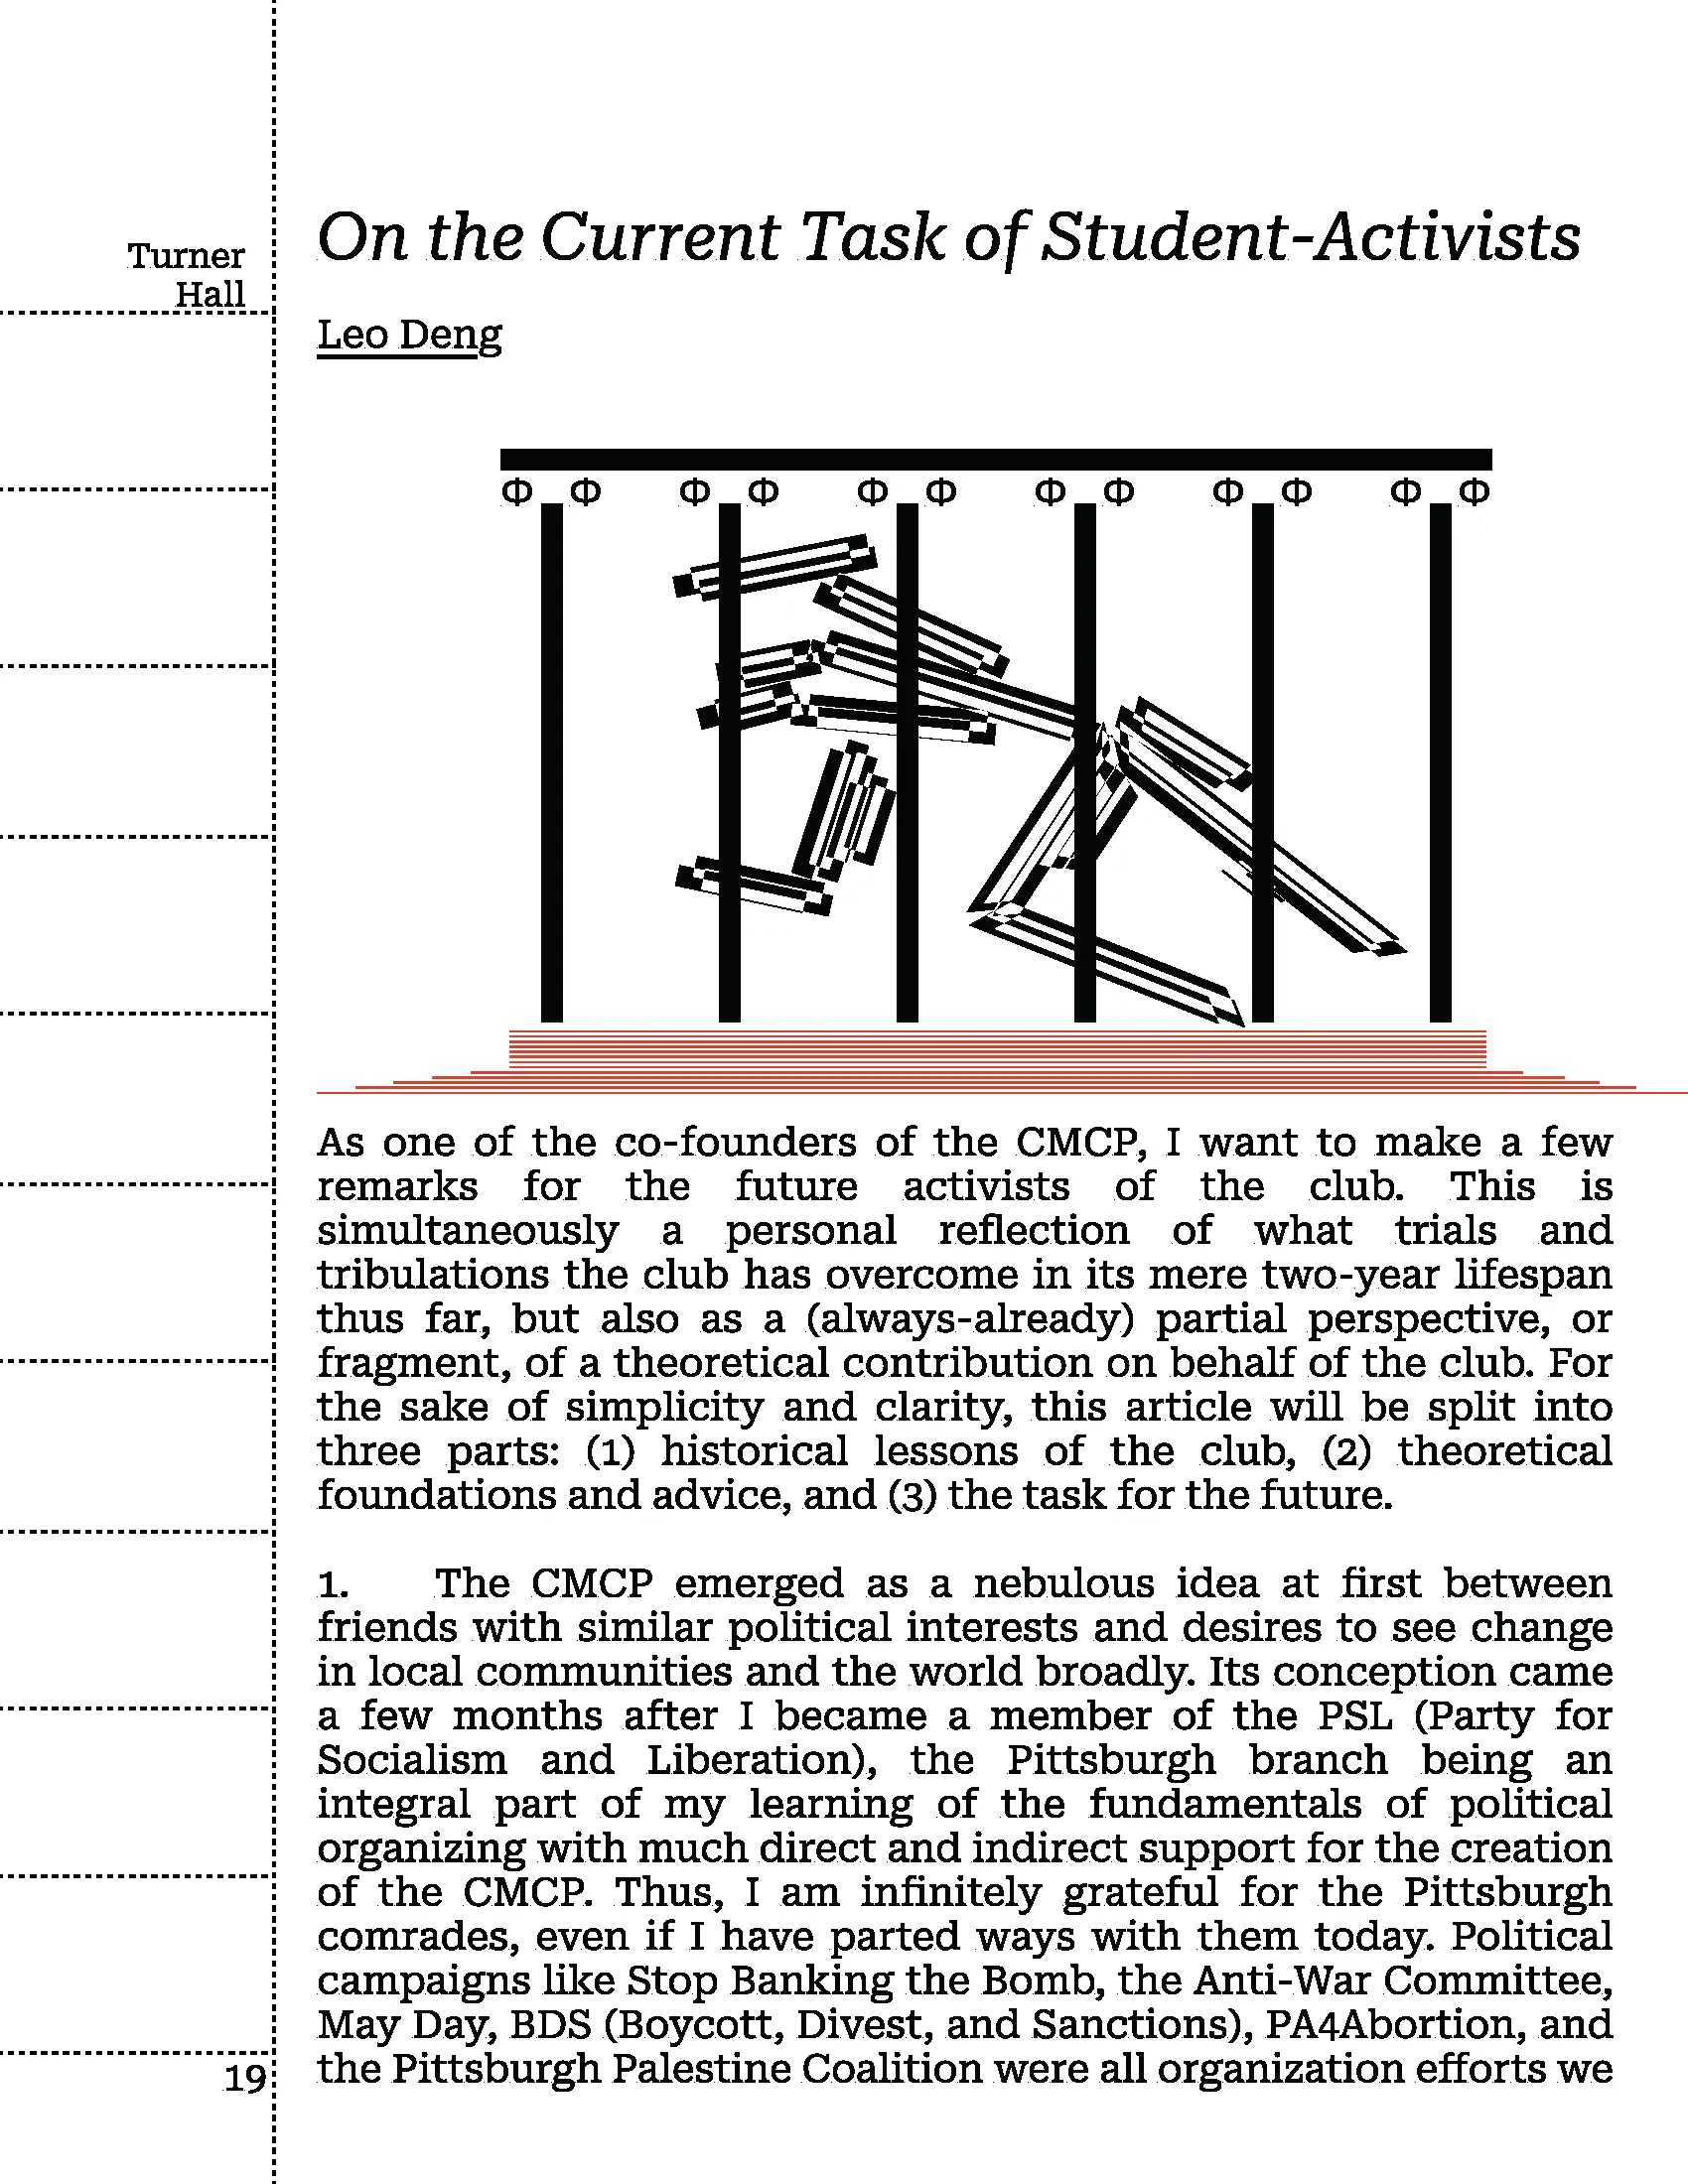 Turner
Hall
On the Current Task of Student-Activists
Leo Deng
Φ Φ Φ Φ Φ Φ Φ Φ Φ Φ Φ Φ
As one of the co-founders of the CMCP, I want to make a few
remarks for the future activists of the club. This is
simultaneously a personal reflection of what trials and
tribulations the club has overcome in its mere two-year lifespan
thus far, but also as a (always-already) partial perspective, or
fragment, of a theoretical contribution on behalf of the club. For
the sake of simplicity and clarity, this article will be split into
three parts: (1) historical lessons of the club, (2) theoretical
foundations and advice, and (3) the task for the future.
1. The CMCP emerged as a nebulous idea at first between
friends with similar political interests and desires to see change
in local communities and the world broadly. Its conception came
a few months after I became a member of the PSL (Party for
Socialism and Liberation), the Pittsburgh branch being an
integral part of my learning of the fundamentals of political
organizing with much direct and indirect support for the creation
of the CMCP. Thus, I am infinitely grateful for the Pittsburgh
comrades, even if I have parted ways with them today. Political
campaigns like Stop Banking the Bomb, the Anti-War Committee,
May Day, BDS (Boycott, Divest, and Sanctions), PA4Abortion, and
the Pittsburgh Palestine Coalition were all organization efforts we
19